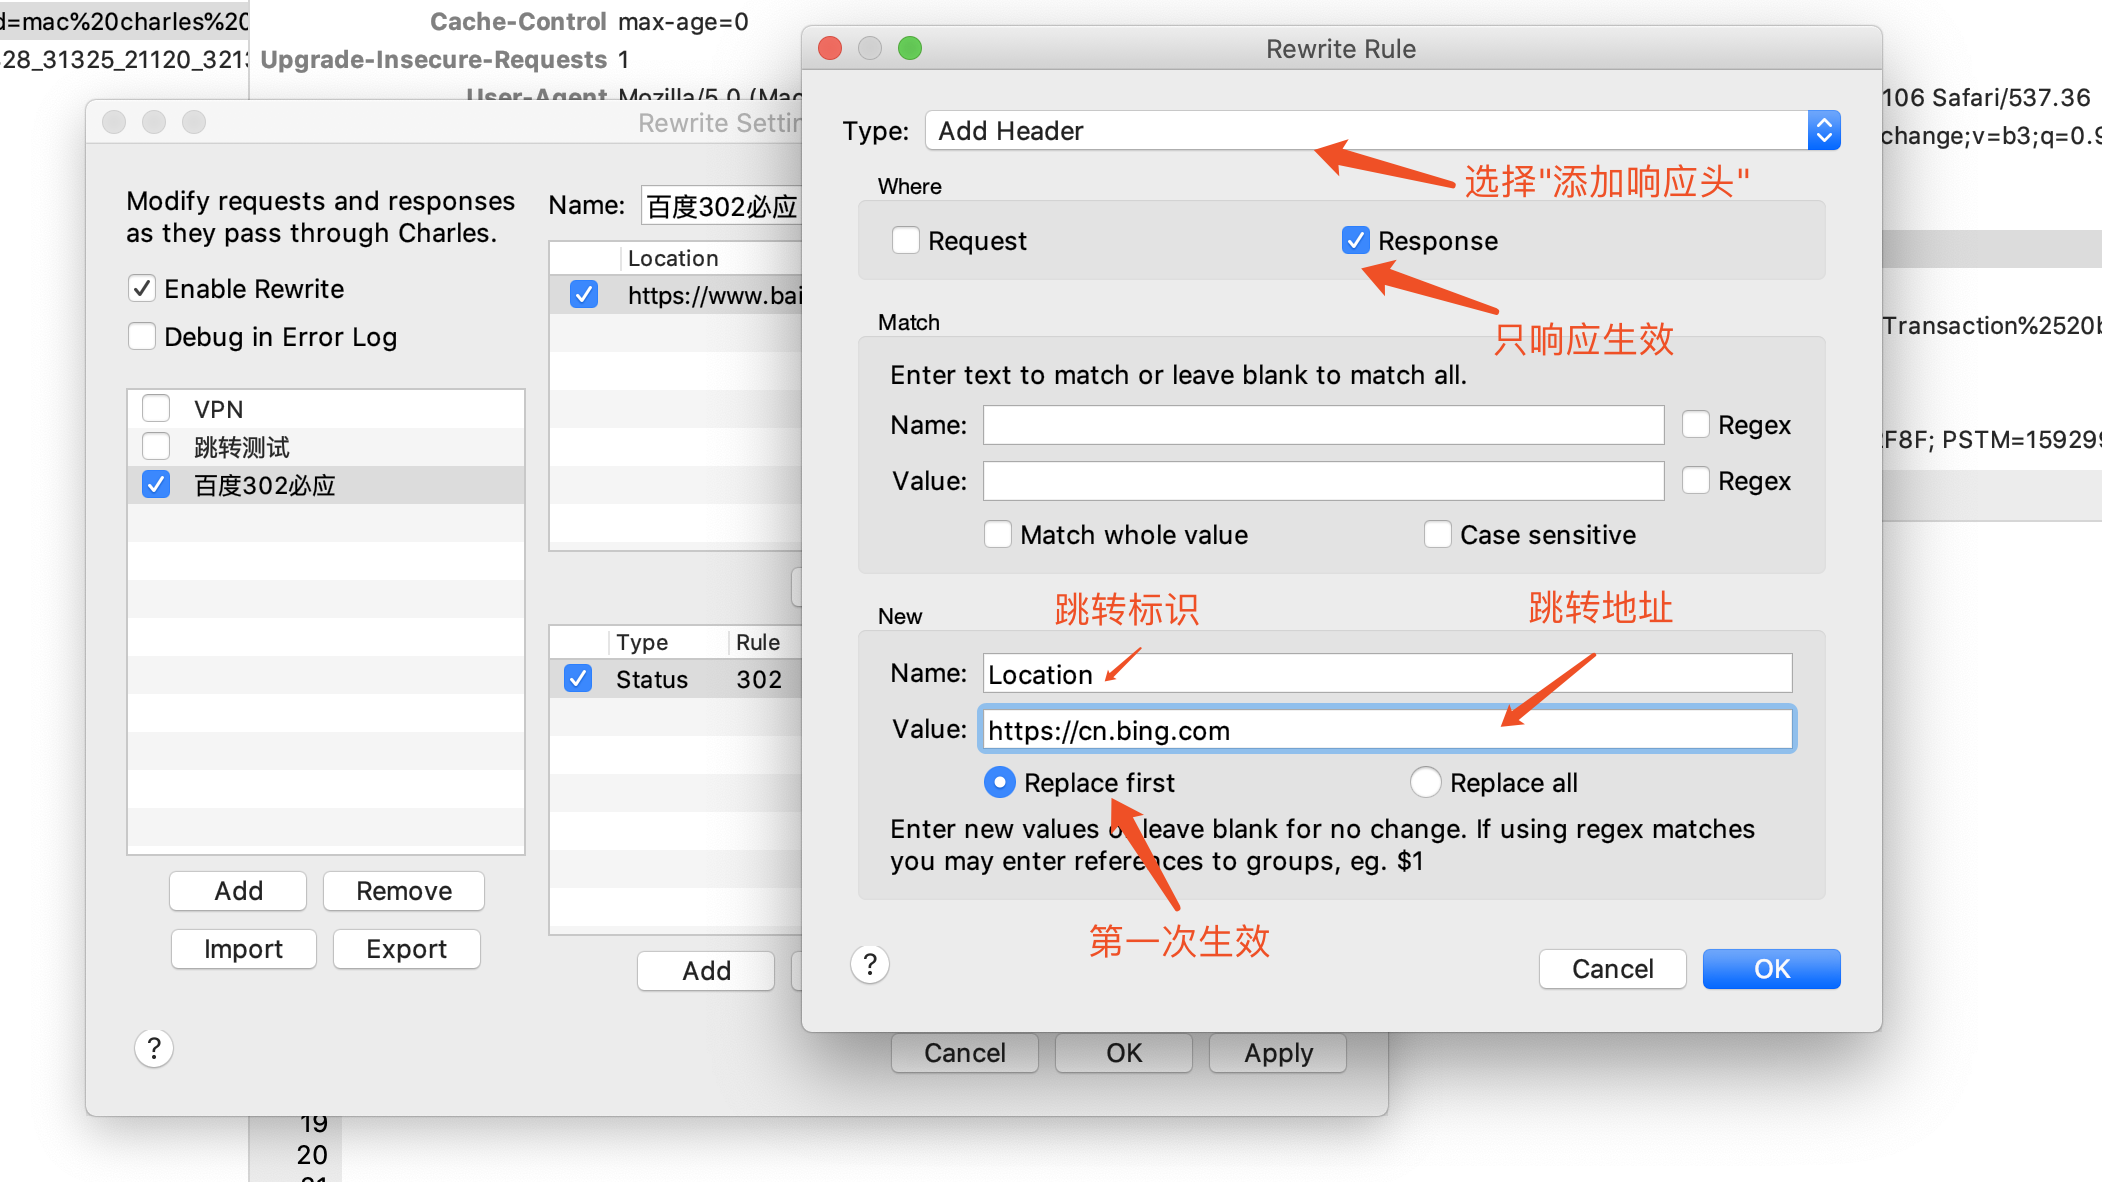 d=mac%20charles%20
28_31325_21120_321
Cache-Control max-age=0
Upgrade-Insecure-Requests 1
User-Agent Mozilla/5.0 (Mac
106 Safari/537.36
change;v=b3;q=0.9
Transaction%2520b
F8F; PSTM=159299
Rewrite Settin
Modify requests and responses
as they pass through Charles.
Enable Rewrite
Debug in Error Log
VPN
跳转测试
百度302必应
Add
Remove
Import
Export
?
Name: 百度302必应
Location
https://www.bai
Type Rule
Status 302
Add
Cancel
OK
Apply
19
20
21
Rewrite Rule
Type: Add Header
选择"添加响应头"
Where
Request
Response
只响应生效
Match
Enter text to match or leave blank to match all.
Name:
Regex
Value:
Regex
Match whole value
Case sensitive
跳转标识
跳转地址
New
Name: Location
Value: https://cn.bing.com
Replace first
Replace all
Enter new values or leave blank for no change. If using regex matches
you may enter references to groups, eg. $1
第一次生效
?
Cancel
OK